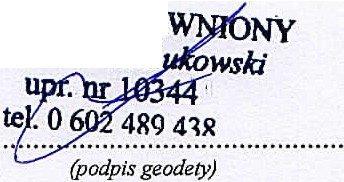 WNIONY
ukowski
upr. nr 10344
tel. 0 602 489 438
(podpis geodety)